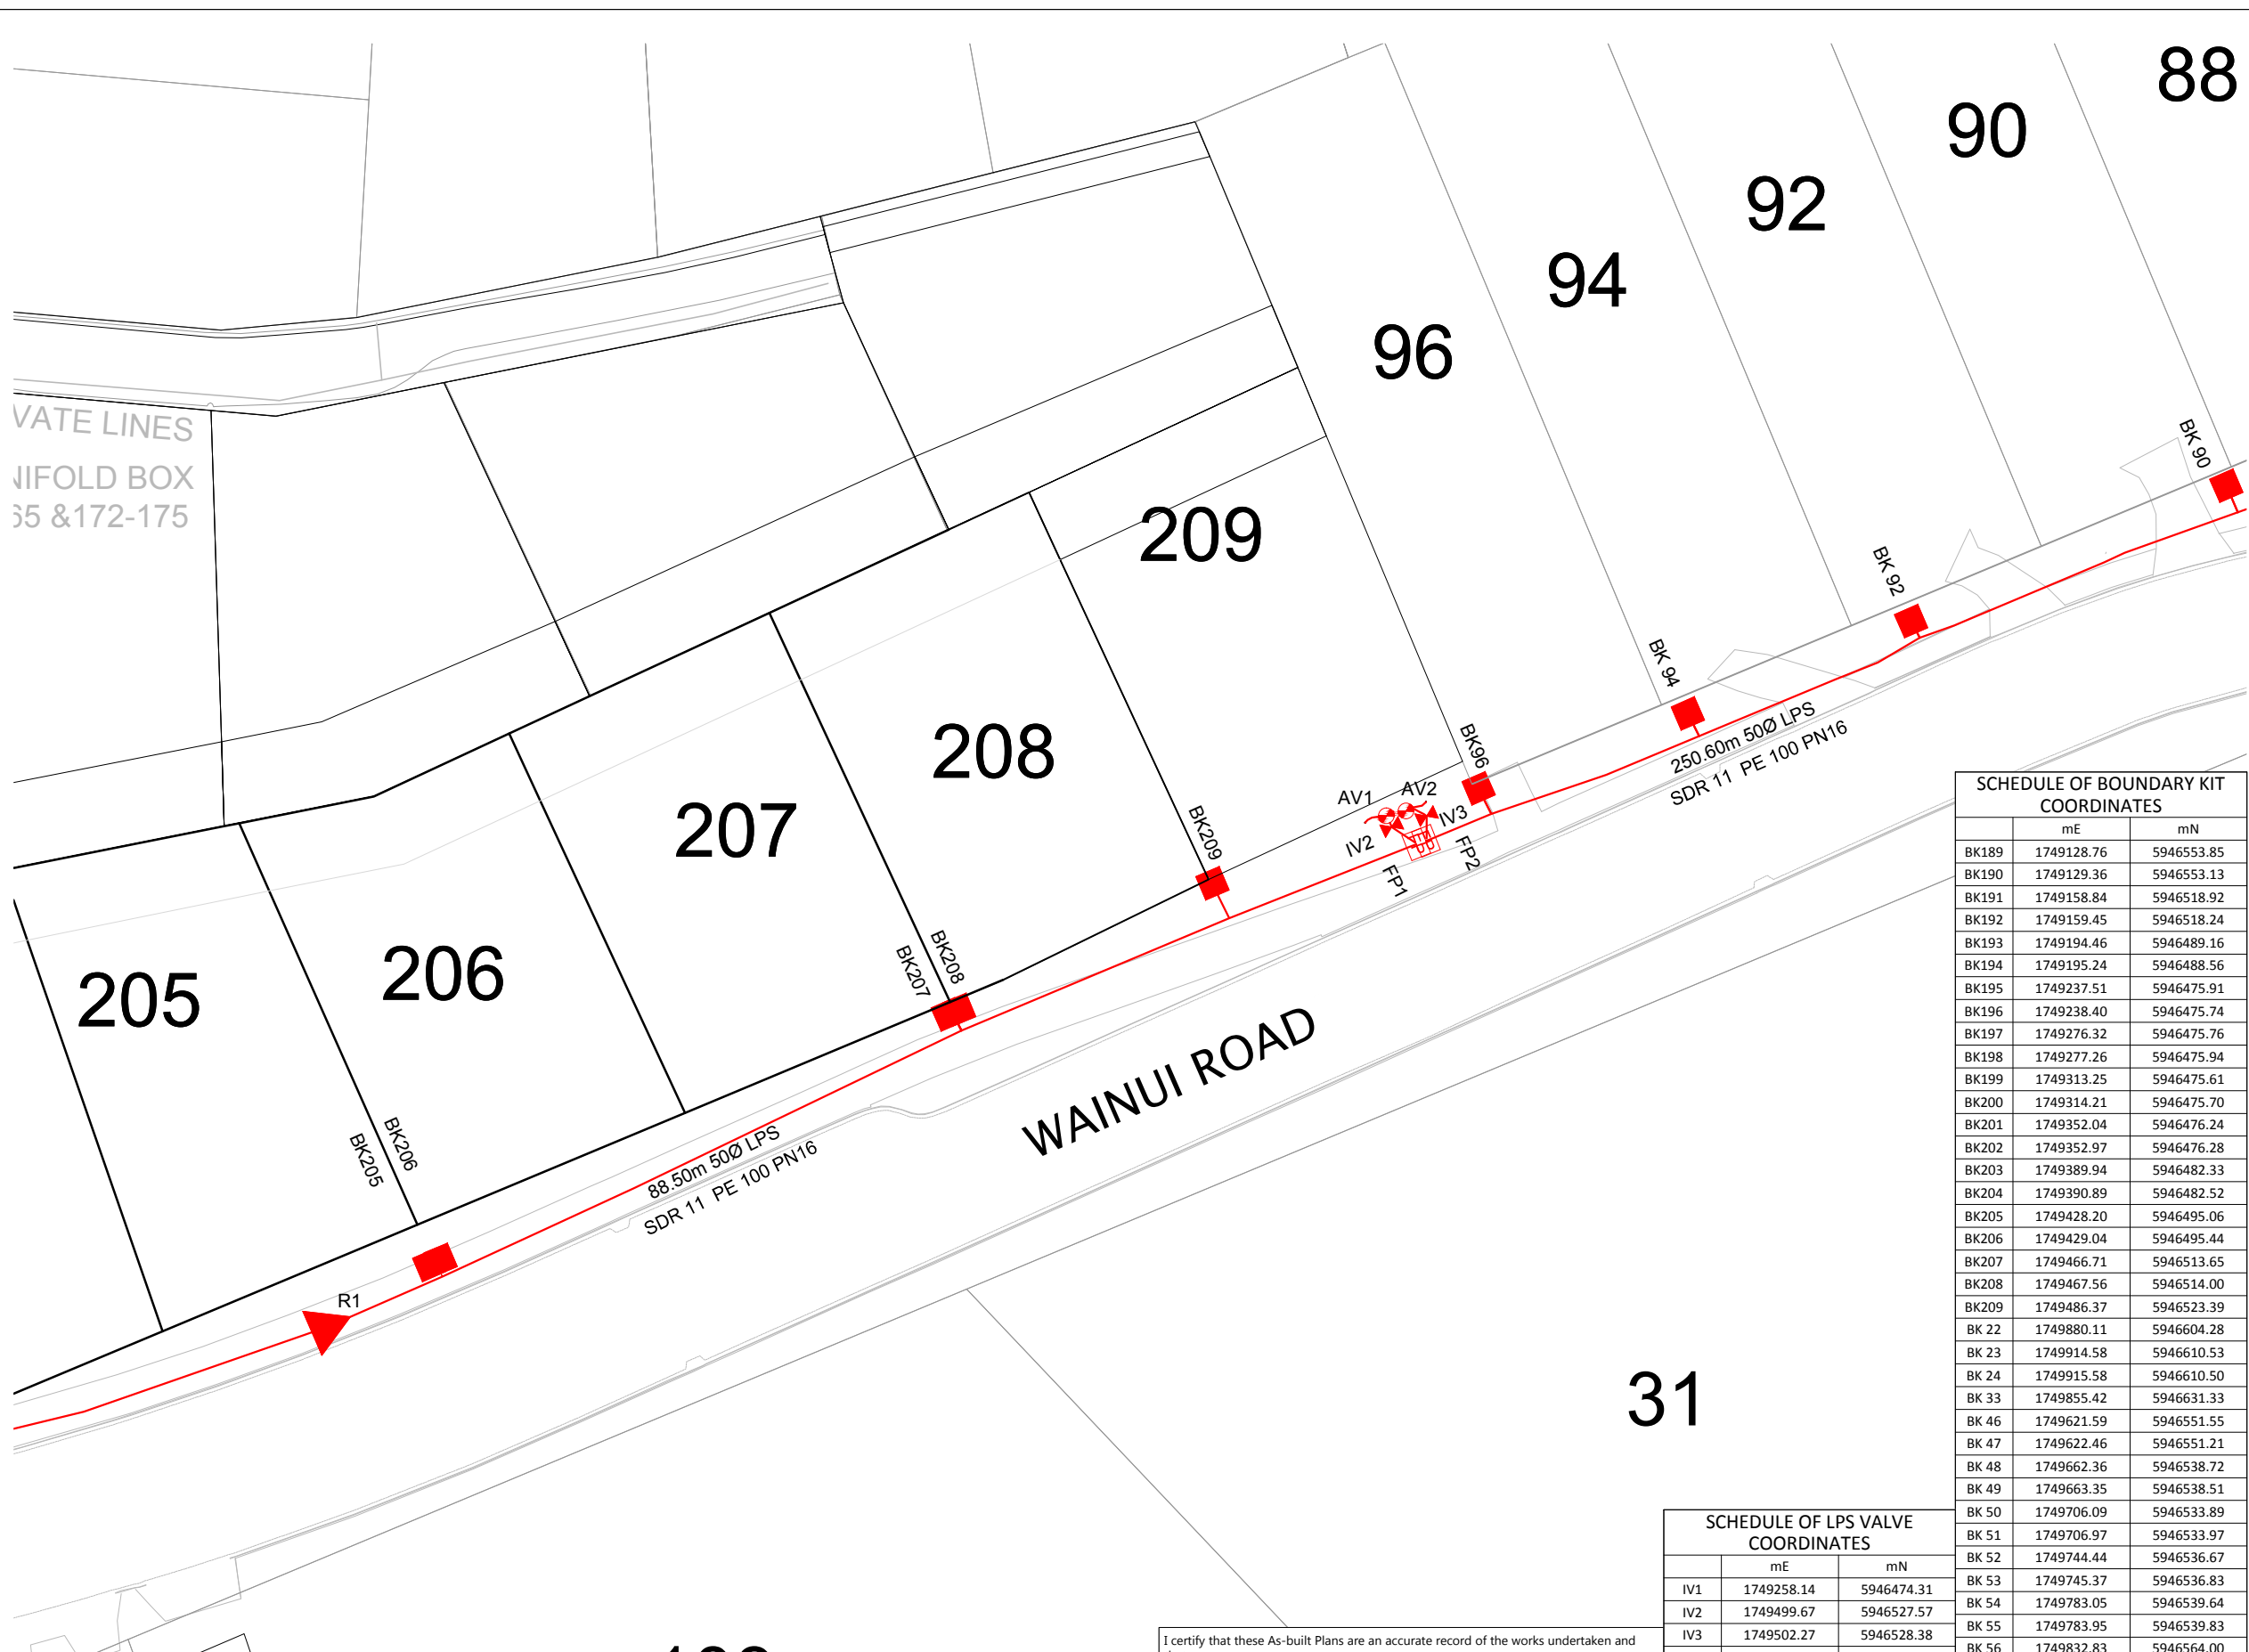 88
90
92
94
96
VATE LINES
NIFOLD BOX
65 &172-175
209
208
207
206
205
BK 90
BK 92
BK 94
BK96
AV1
AV2
IV2
IV3
FP1
FP2
BK209
BK208
BK207
BK206
BK205
R1
250.60m 50Ø LPS
SDR 11 PE 100 PN16
88.50m 50Ø LPS
SDR 11 PE 100 PN16
WAINUI ROAD
31
SCHEDULE OF BOUNDARY KIT
COORDINATES
mE mN
BK189 1749128.76 5946553.85
BK190 1749129.36 5946553.13
BK191 1749158.84 5946518.92
BK192 1749159.45 5946518.24
BK193 1749194.46 5946489.16
BK194 1749195.24 5946488.56
BK195 1749237.51 5946475.91
BK196 1749238.40 5946475.74
BK197 1749276.32 5946475.76
BK198 1749277.26 5946475.94
BK199 1749313.25 5946475.61
BK200 1749314.21 5946475.70
BK201 1749352.04 5946476.24
BK202 1749352.97 5946476.28
BK203 1749389.94 5946482.33
BK204 1749390.89 5946482.52
BK205 1749428.20 5946495.06
BK206 1749429.04 5946495.44
BK207 1749466.71 5946513.65
BK208 1749467.56 5946514.00
BK209 1749486.37 5946523.39
BK 22 1749880.11 5946604.28
BK 23 1749914.58 5946610.53
BK 24 1749915.58 5946610.50
BK 33 1749855.42 5946631.33
BK 46 1749621.59 5946551.55
BK 47 1749622.46 5946551.21
BK 48 1749662.36 5946538.72
BK 49 1749663.35 5946538.51
BK 50 1749706.09 5946533.89
BK 51 1749706.97 5946533.97
BK 52 1749744.44 5946536.67
BK 53 1749745.37 5946536.83
BK 54 1749783.05 5946539.64
BK 55 1749783.95 5946539.83
BK 56 1749832.83 5946564.00
SCHEDULE OF LPS VALVE
COORDINATES
mE mN
IV1 1749258.14 5946474.31
IV2 1749499.67 5946527.57
IV3 1749502.27 5946528.38
I certify that these As-built Plans are an accurate record of the works undertaken and